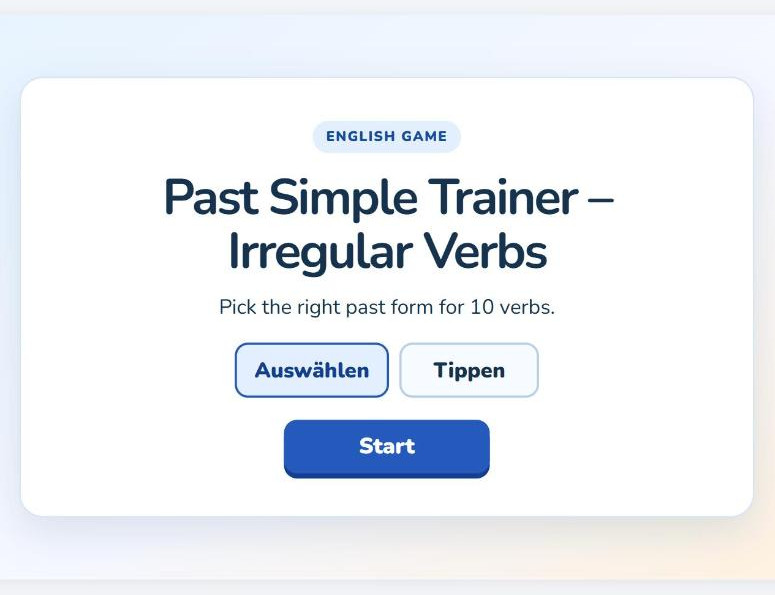 ENGLISH GAME
Past Simple Trainer –
Irregular Verbs
Pick the right past form for 10 verbs.
Auswählen Tippen
Start